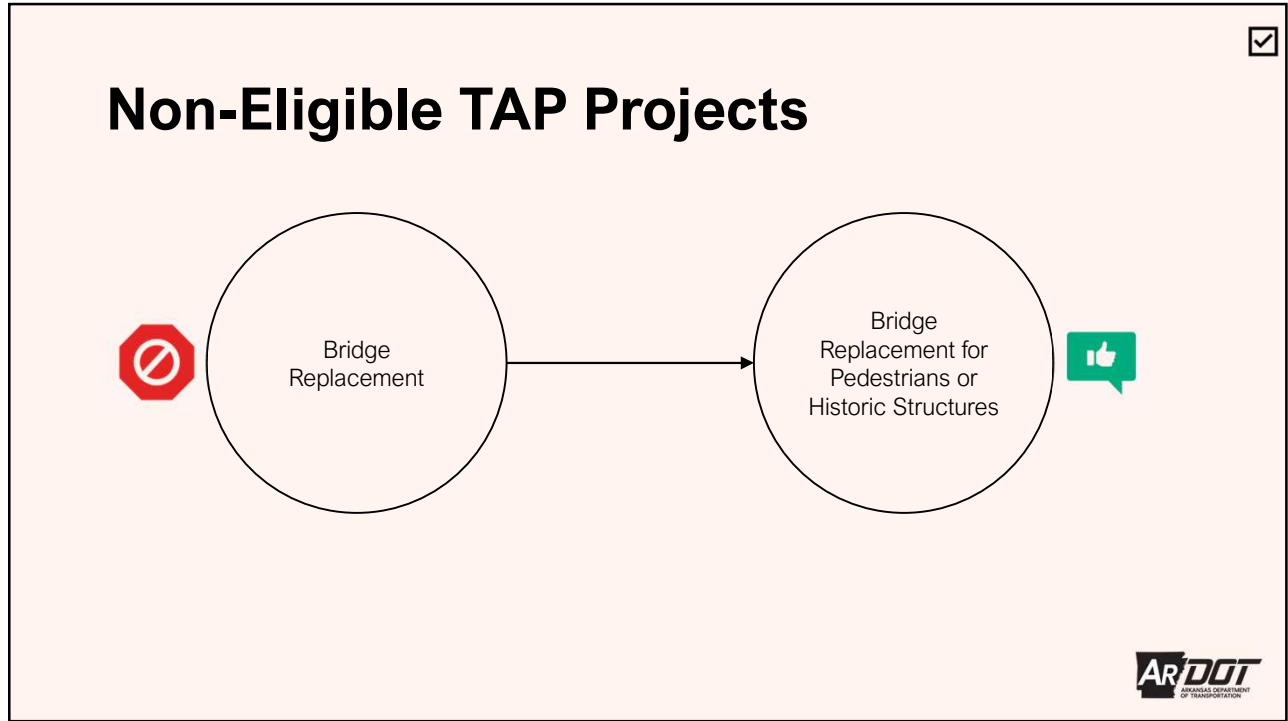 Non-Eligible TAP Projects
Bridge
Replacement
Bridge
Replacement for
Pedestrians or
Historic Structures
ARDOT
ARKANSAS DEPARTMENT
OF TRANSPORTATION